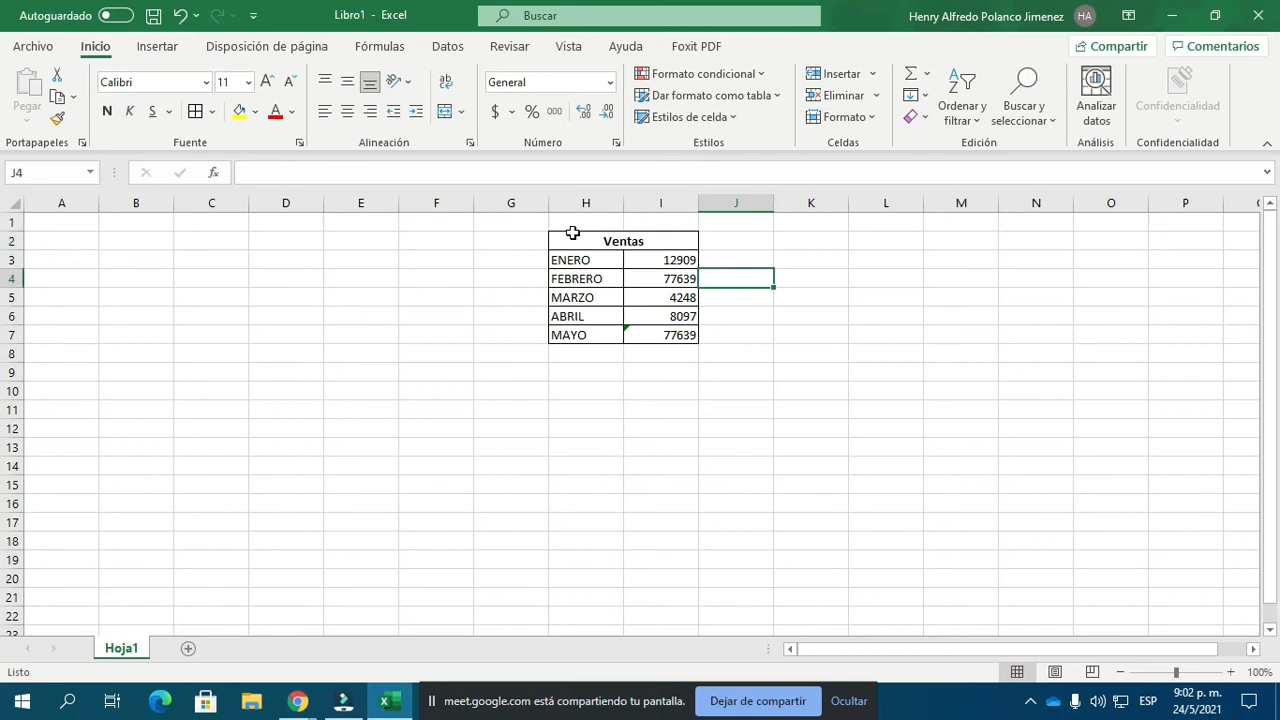 Autoguardado
Libro1 - Excel
Buscar
Henry Alfredo Polanco Jimenez
HA
Archivo Inicio Insertar Disposición de página Fórmulas Datos Revisar Vista Ayuda Foxit PDF
Compartir Comentarios
Pegar
Calibri 11
N K S
General
$ % 000
Formato condicional
Dar formato como tabla
Estilos de celda
Insertar
Eliminar
Formato
Ordenar y filtrar
Buscar y seleccionar
Analizar datos
Confidencialidad
Portapapeles Fuente Alineación Número Estilos Celdas Edición Análisis Confidencialidad
J4 fx
A B C D E F G H I J K L M N O P
1
2 Ventas
3 ENERO 12909
4 FEBRERO 77639
5 MARZO 4248
6 ABRIL 8097
7 MAYO 77639
8
9
10
11
12
13
14
15
16
17
18
19
20
21
22
23
Hoja1
Listo
100%
meet.google.com está compartiendo tu pantalla.
Dejar de compartir
Ocultar
ESP
9:02 p. m.
24/5/2021